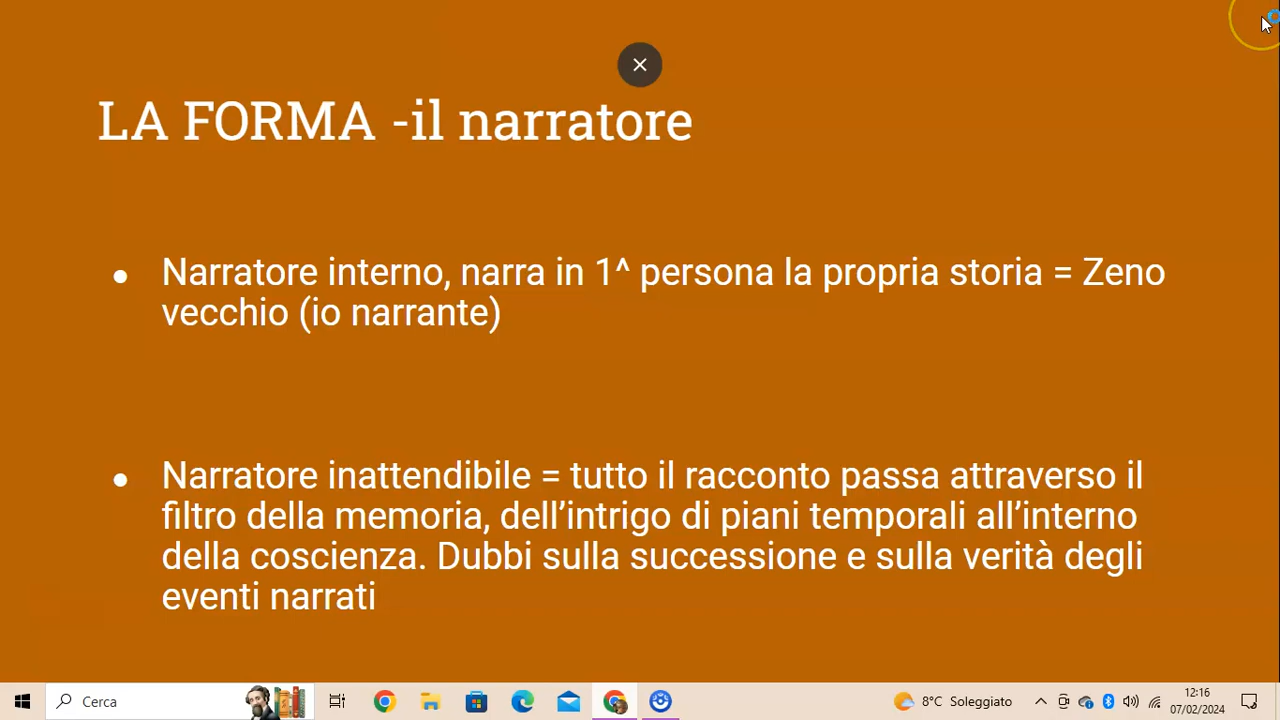 LA FORMA -il narratore
● Narratore interno, narra in 1^ persona la propria storia = Zeno
vecchio (io narrante)
● Narratore inattendibile = tutto il racconto passa attraverso il
filtro della memoria, dell’intrigo di piani temporali all’interno
della coscienza. Dubbi sulla successione e sulla verità degli
eventi narrati
Cerca
8°C Soleggiato
12:16
07/02/2024